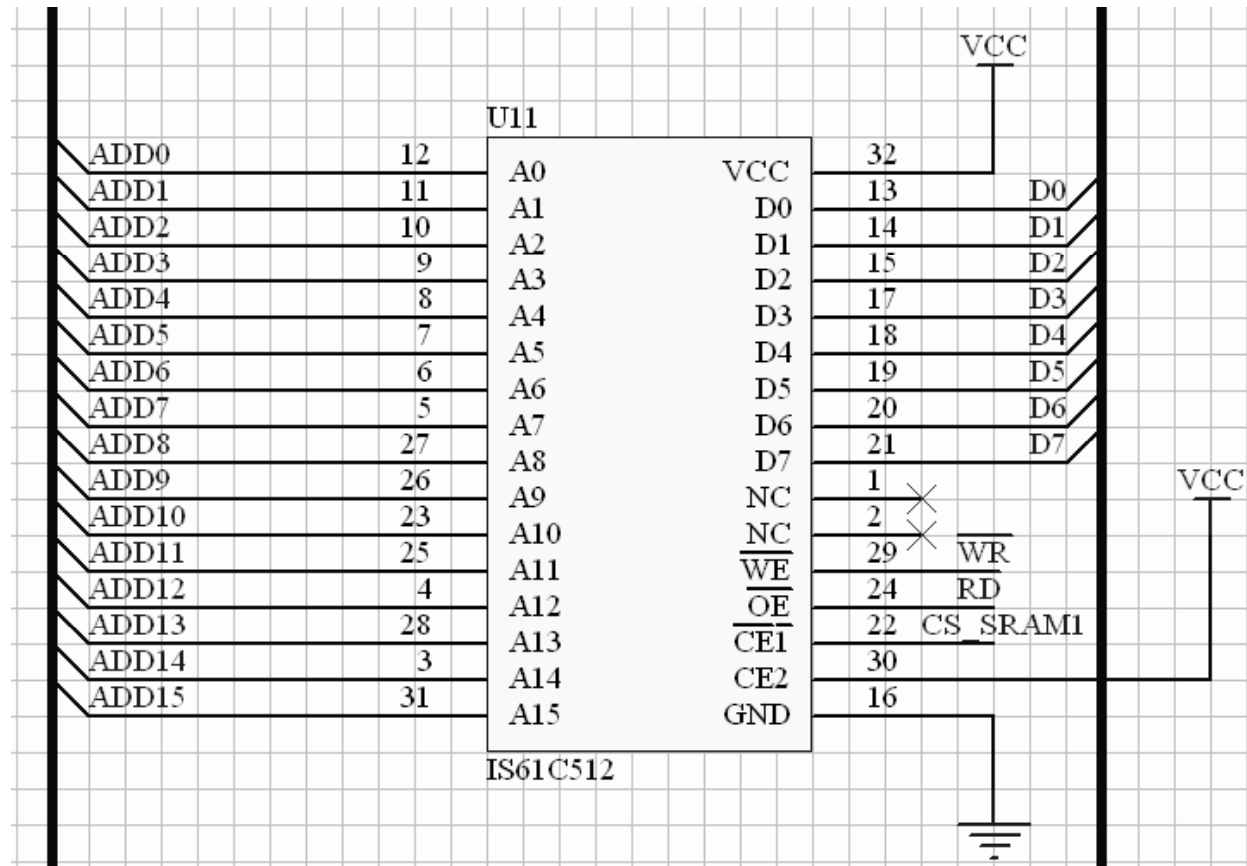 VCC
U11
ADD0 12 A0 VCC 32
ADD1 11 A1 D0 13 D0
ADD2 10 A2 D1 14 D1
ADD3 9 A3 D2 15 D2
ADD4 8 A4 D3 17 D3
ADD5 7 A5 D4 18 D4
ADD6 6 A6 D5 19 D5
ADD7 5 A7 D6 20 D6
ADD8 27 A8 D7 21 D7
ADD9 26 A9 NC 1 VCC
ADD10 23 A10 NC 2
ADD11 25 A11 WE 29 WR
ADD12 4 A12 OE 24 RD
ADD13 28 A13 CE1 22 CS_SRAM1
ADD14 3 A14 CE2 30
ADD15 31 A15 GND 16
IS61C512